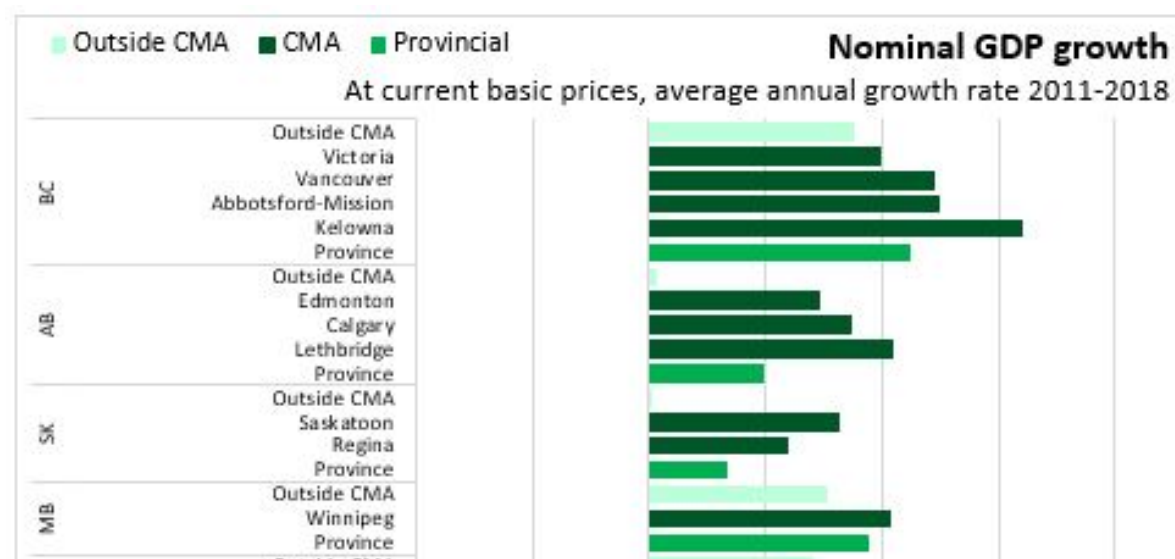 Outside CMA CMA Provincial
Nominal GDP growth
At current basic prices, average annual growth rate 2011-2018
BC
Outside CMA
Victoria
Vancouver
Abbotsford-Mission
Kelowna
Province
AB
Outside CMA
Edmonton
Calgary
Lethbridge
Province
SK
Outside CMA
Saskatoon
Regina
Province
MB
Outside CMA
Winnipeg
Province